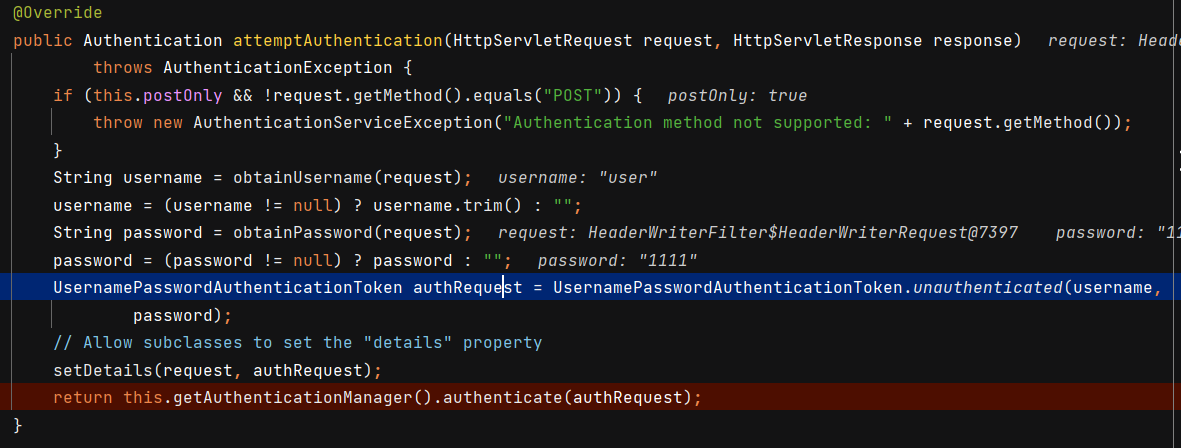 @Override
public Authentication attemptAuthentication(HttpServletRequest request, HttpServletResponse response)   request: Heade
        throws AuthenticationException {
    if (this.postOnly && !request.getMethod().equals("POST")) {   postOnly: true
        throw new AuthenticationServiceException("Authentication method not supported: " + request.getMethod());
    }
    String username = obtainUsername(request);   username: "user"
    username = (username != null) ? username.trim() : "";
    String password = obtainPassword(request);   request: HeaderWriterFilter$HeaderWriterRequest@7397    password: "11
    password = (password != null) ? password : "";   password: "1111"
    UsernamePasswordAuthenticationToken authRequest = UsernamePasswordAuthenticationToken.unauthenticated(username,
            password);
    // Allow subclasses to set the "details" property
    setDetails(request, authRequest);
    return this.getAuthenticationManager().authenticate(authRequest);
}